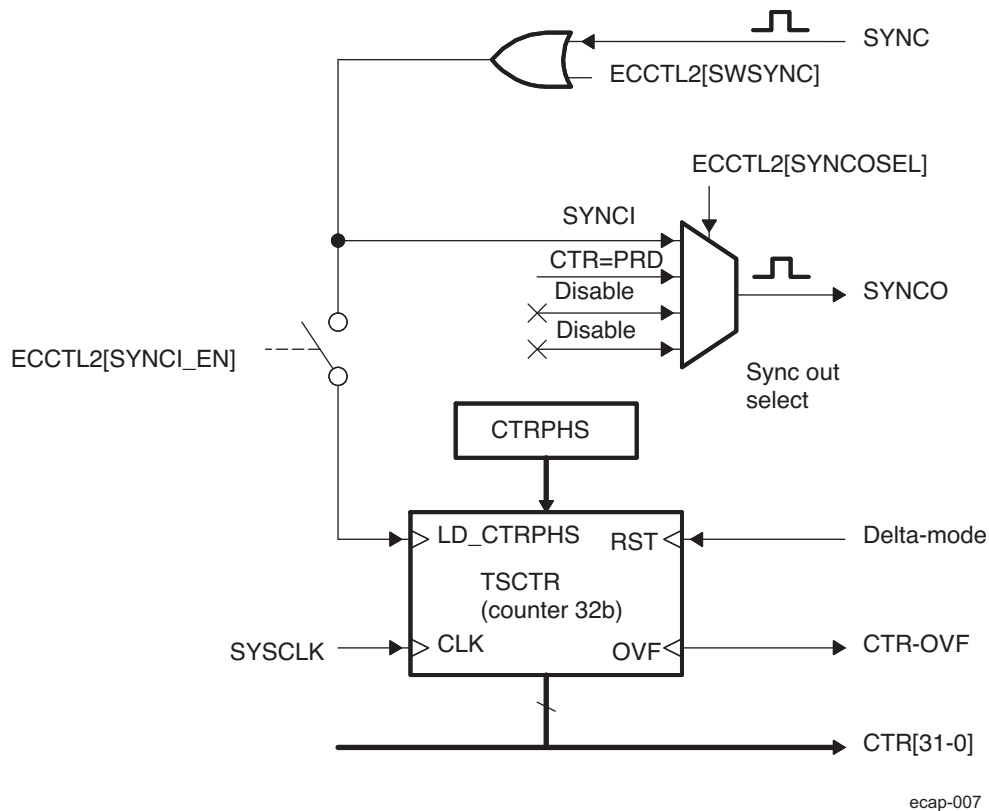 SYNC
ECCTL2[SWSYNC]
ECCTL2[SYNCOSEL]
SYNCI
CTR=PRD
Disable
SYNCO
Disable
ECCTL2[SYNCI_EN]
Sync out
select
CTRPHS
LD_CTRPHS
RST
Delta-mode
TSCTR
(counter 32b)
SYSCLK
CLK
OVF
CTR-OVF
CTR[31-0]
ecap-007